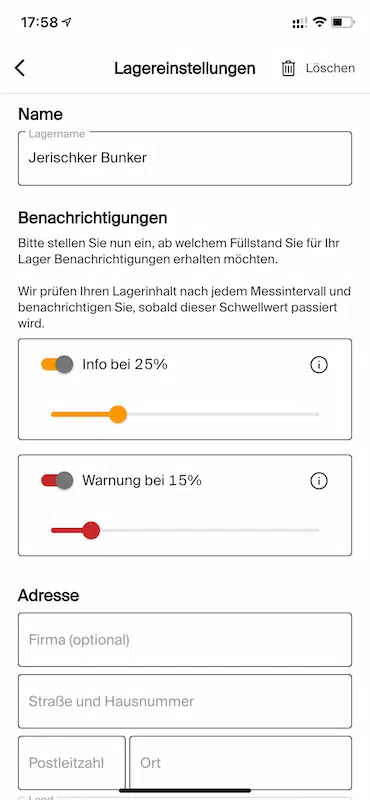 17:58
Lagereinstellungen
Löschen
Name
Lagername
Jerischker Bunker
Benachrichtigungen
Bitte stellen Sie nun ein, ab welchem Füllstand Sie für Ihr
Lager Benachrichtigungen erhalten möchten.
Wir prüfen Ihren Lagerinhalt nach jedem Messintervall und
benachrichtigen Sie, sobald dieser Schwellwert passiert
wird.
Info bei 25%
Warnung bei 15%
Adresse
Firma (optional)
Straße und Hausnummer
Postleitzahl
Ort
Land